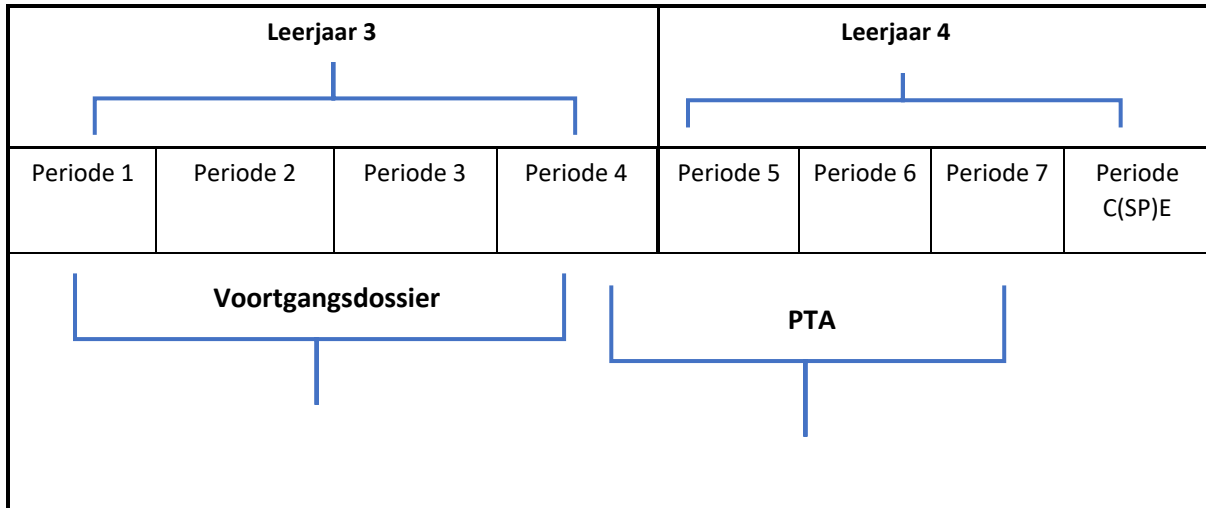 Leerjaar 3
Leerjaar 4
Periode 1
Periode 2
Periode 3
Periode 4
Periode 5
Periode 6
Periode 7
Periode
C(SP)E
Voortgangsdossier
PTA